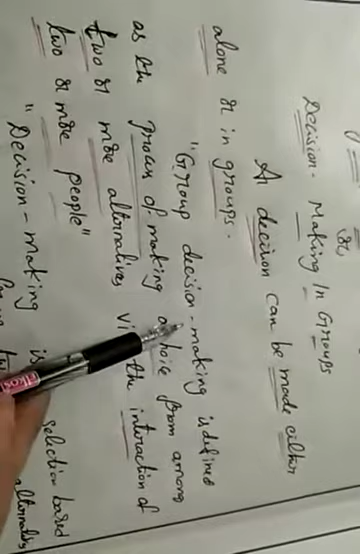 or
Decision- Making In Groups
A decision can be made either
alone or in groups.
"Group decision-making is defined
as the process of making choice from among
two or more alternatives the interaction of
two or more people"
"Decision-making is selection based
alternatives